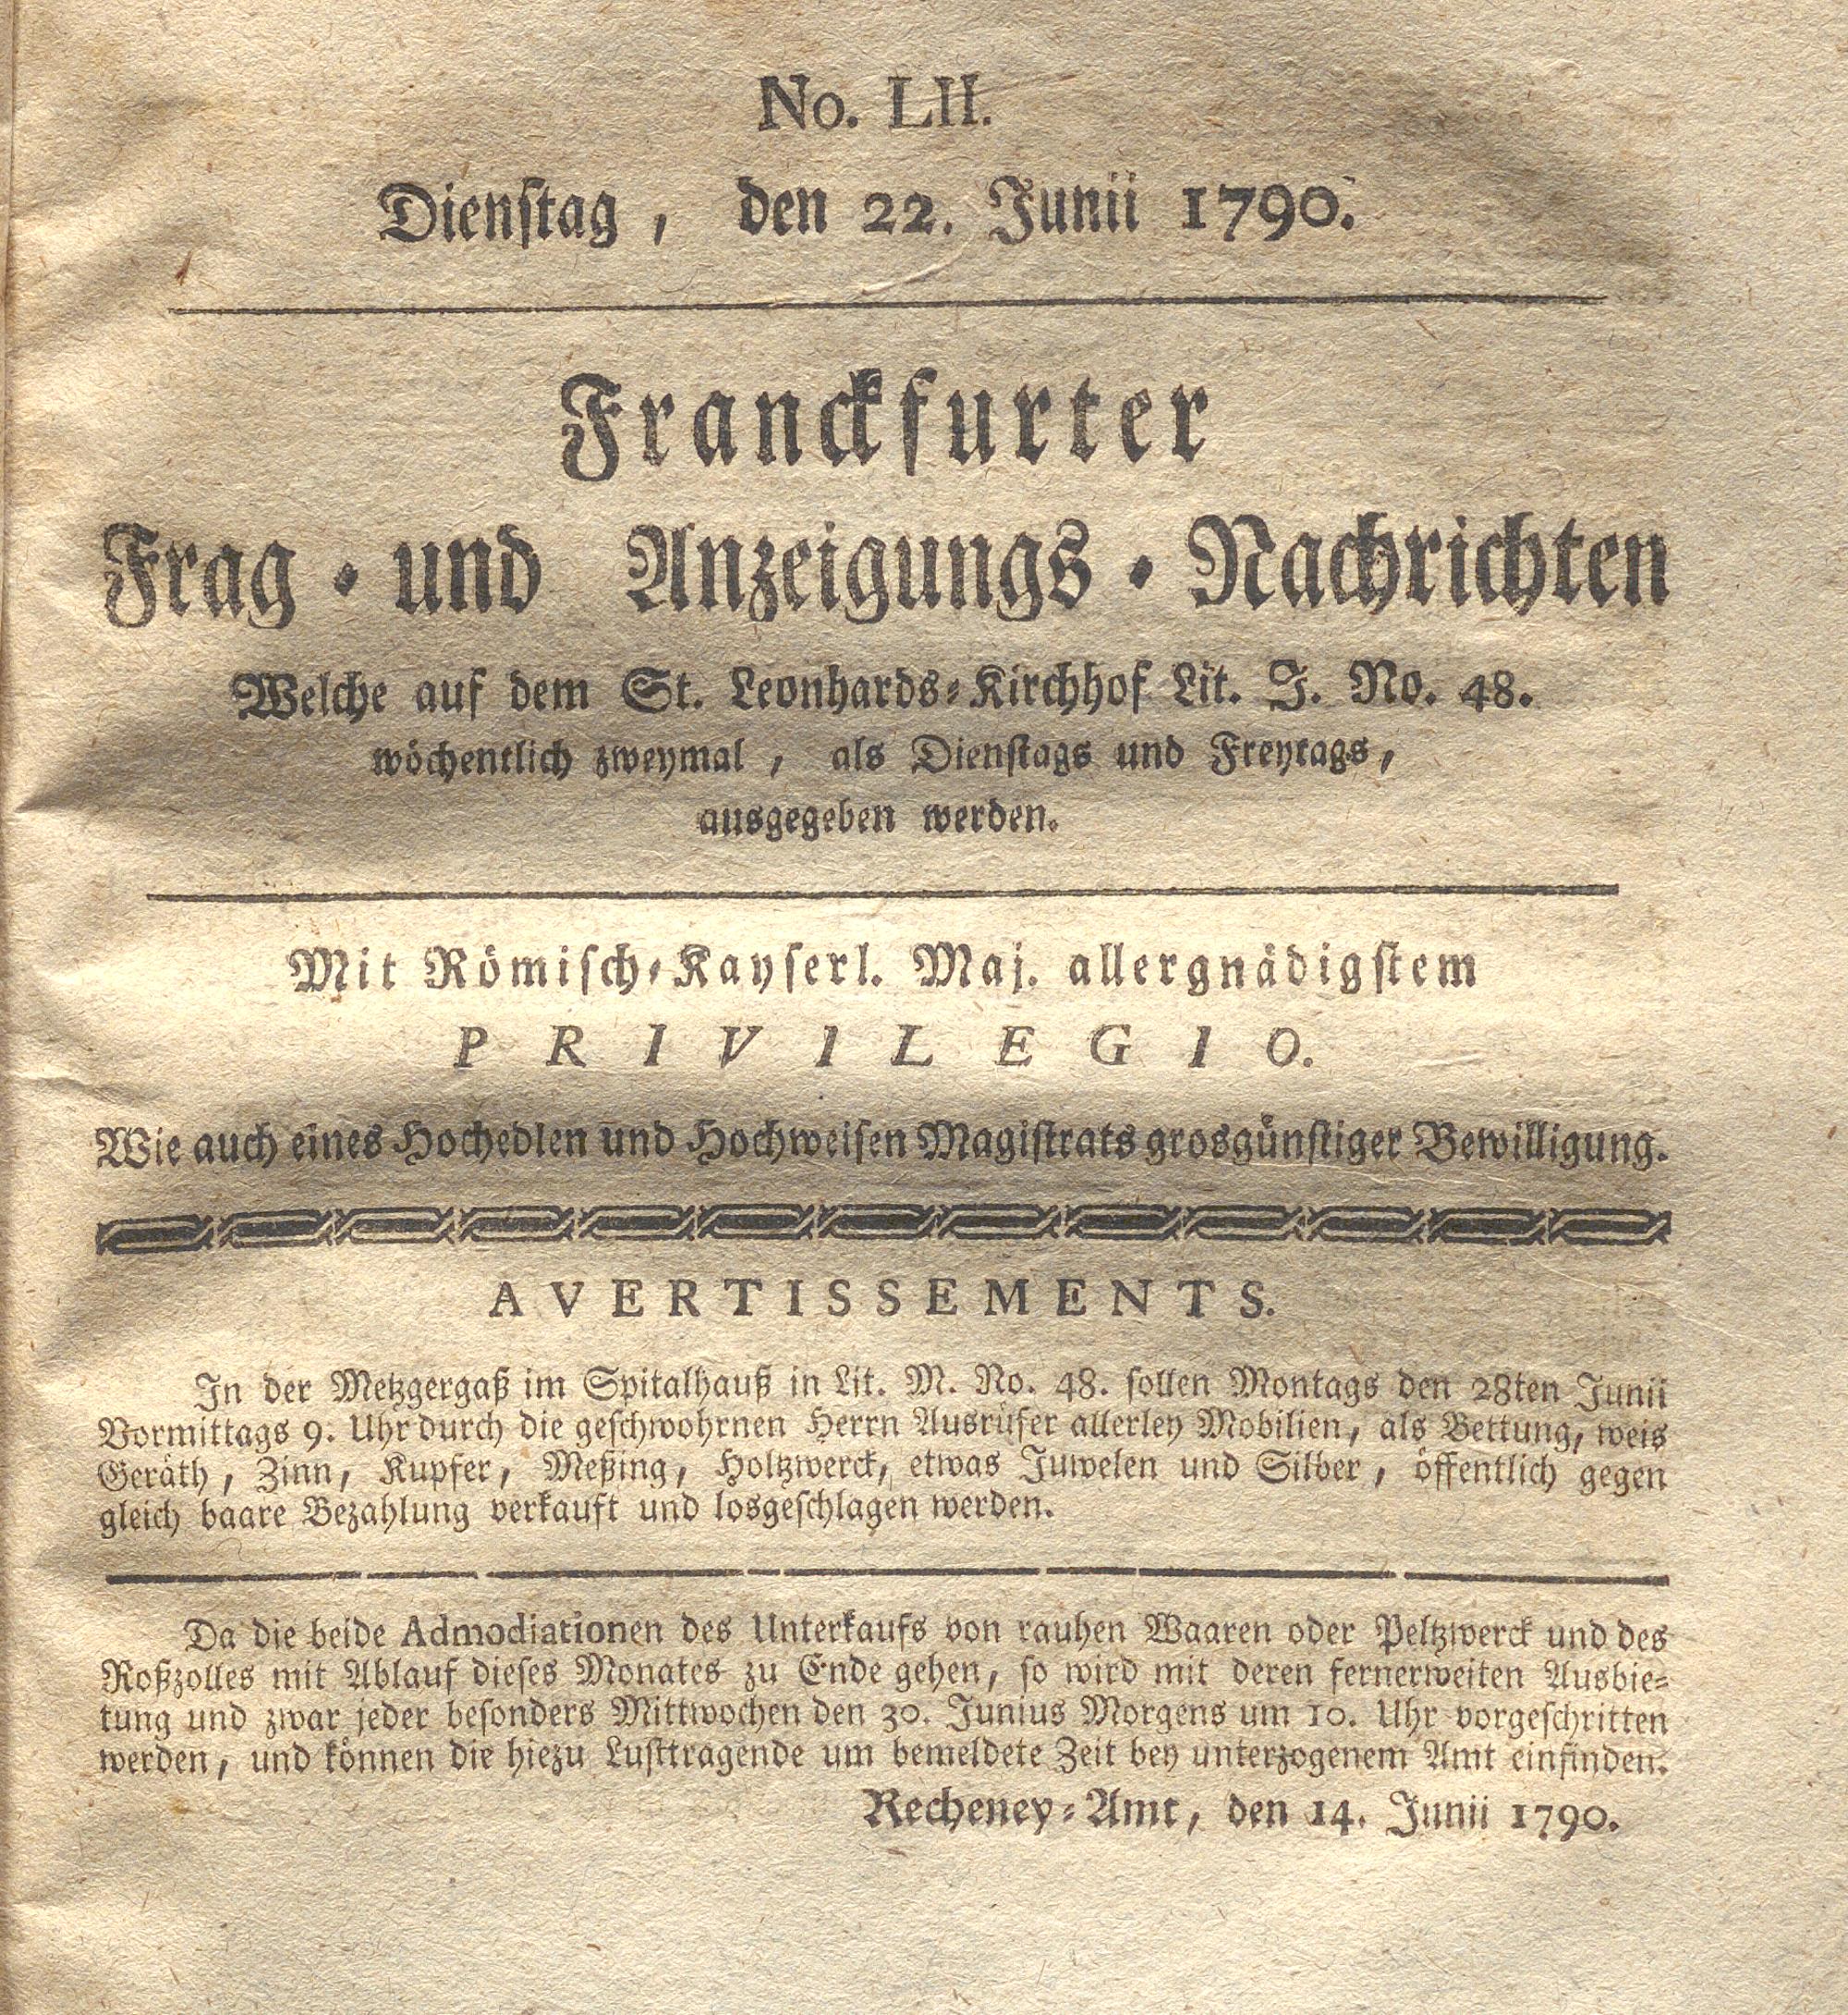 No. LII.
Dienstag, den 22. Junii 1790.
Franckfurter
Frag- und Anzeigungs-Nachrichten
Welche auf dem St. Leonhards-Kirchhof Lit. J. No. 48.
wöchentlich zweymal, als Dienstags und Freytags,
ausgegeben werden.
Mit Römisch-Kayserl. Maj. allergnädigstem
PRIVILEGIO.
Wie auch eines Hochedlen und Hochweisen Magistrats grosgünstiger Bewilligung.
AVERTISSEMENTS.
In der Metzgergaß im Spitalhauß in Lit. M. No. 48. sollen Montags den 28ten Junii
Vormittags 9. Uhr durch die geschwohrnen Herrn Ausrüfer allerley Mobilien, als Bettung, weis
Geräth, Zinn, Kupfer, Meßing, Holtzwerck, etwas Juwelen und Silber, öffentlich gegen
gleich baare Bezahlung verkauft und losgeschlagen werden.
Da die beide Admodiationen des Unterkaufs von rauhen Waaren oder Peltzwerck und des
Roßzolles mit Ablauf dieses Monates zu Ende gehen, so wird mit deren fernerweiten Ausbie-
tung und zwar jeder besonders Mittwochen den 30. Junius Morgens um 10. Uhr vorgeschritten
werden, und können die hiezu Lusttragende um bemeldete Zeit bey unterzogenem Amt einfinden.
Recheney-Amt, den 14. Junii 1790.